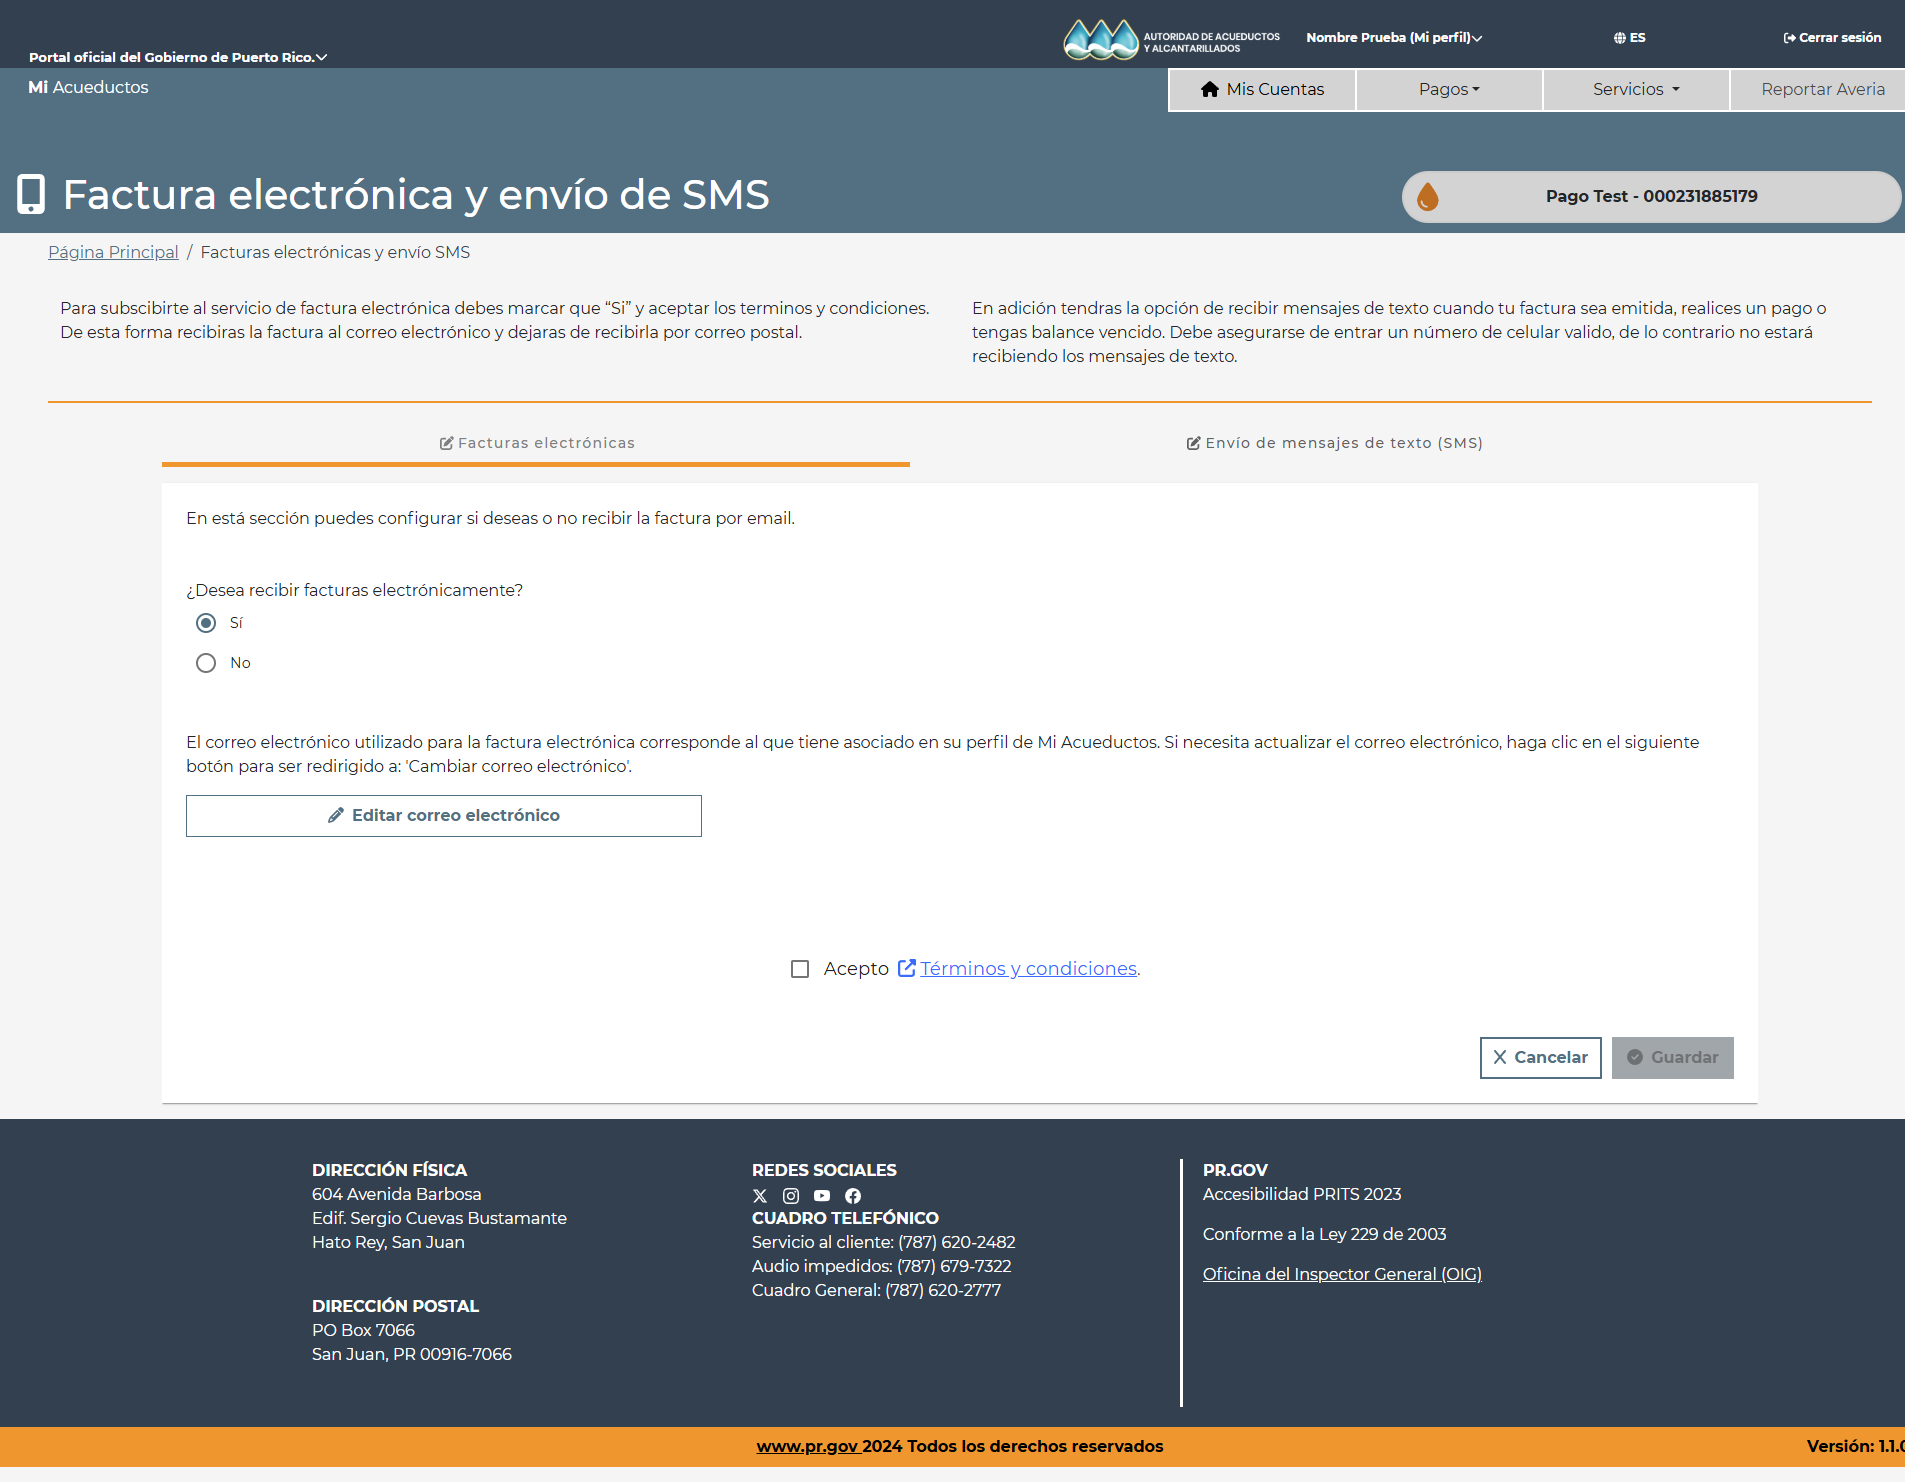 Portal oficial del Gobierno de Puerto Rico.
AUTORIDAD DE ACUEDUCTOS
Y ALCANTARILLADOS
Nombre Prueba (Mi perfil)
ES
Cerrar sesión
Mi Acueductos
Mis Cuentas
Pagos
Servicios
Reportar Averia
Factura electrónica y envío de SMS
Pago Test - 000231885179
Página Principal / Facturas electrónicas y envío SMS
Para subscibirte al servicio de factura electrónica debes marcar que “Si” y aceptar los terminos y condiciones.
De esta forma recibiras la factura al correo electrónico y dejaras de recibirla por correo postal.
En adición tendras la opción de recibir mensajes de texto cuando tu factura sea emitida, realices un pago o
tengas balance vencido. Debe asegurarse de entrar un número de celular valido, de lo contrario no estará
recibiendo los mensajes de texto.
Facturas electrónicas
Envío de mensajes de texto (SMS)
En está sección puedes configurar si deseas o no recibir la factura por email.
¿Desea recibir facturas electrónicamente?
Sí
No
El correo electrónico utilizado para la factura electrónica corresponde al que tiene asociado en su perfil de Mi Acueductos. Si necesita actualizar el correo electrónico, haga clic en el siguiente
botón para ser redirigido a: 'Cambiar correo electrónico'.
Editar correo electrónico
Acepto Términos y condiciones.
Cancelar
Guardar
DIRECCIÓN FÍSICA
604 Avenida Barbosa
Edif. Sergio Cuevas Bustamante
Hato Rey, San Juan
DIRECCIÓN POSTAL
PO Box 7066
San Juan, PR 00916-7066
REDES SOCIALES
CUADRO TELEFÓNICO
Servicio al cliente: (787) 620-2482
Audio impedidos: (787) 679-7322
Cuadro General: (787) 620-2777
PR.GOV
Accesibilidad PRITS 2023
Conforme a la Ley 229 de 2003
Oficina del Inspector General (OIG)
www.pr.gov 2024 Todos los derechos reservados
Versión: 1.1.0